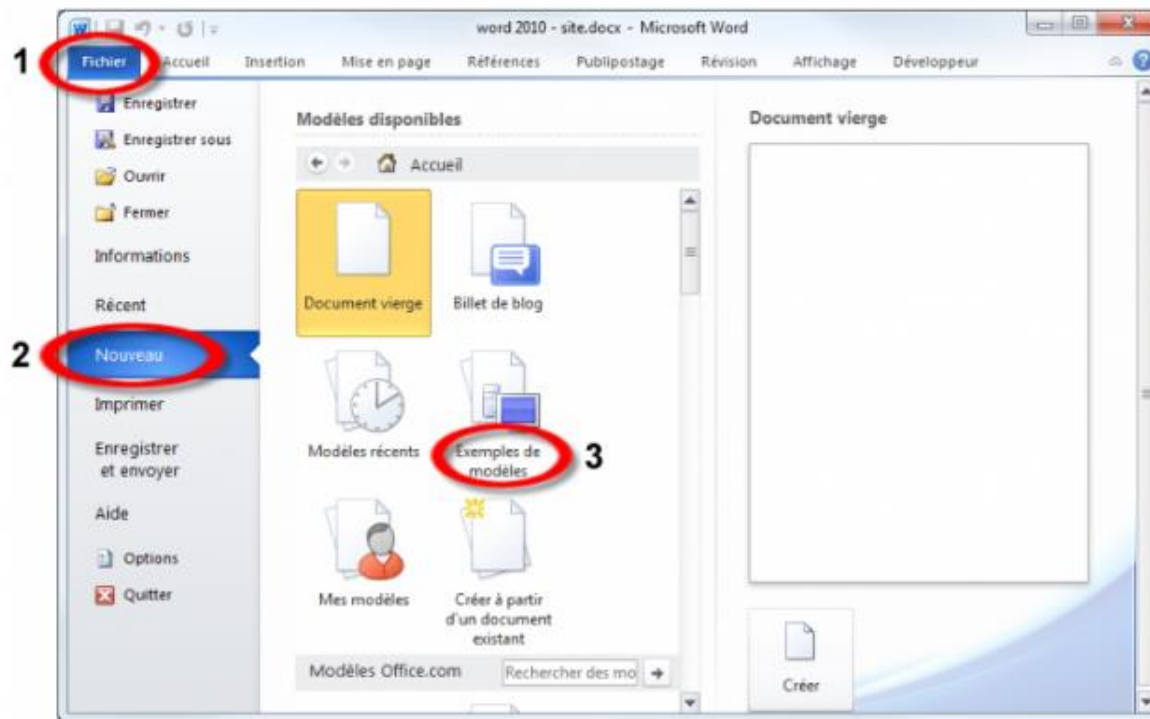 word 2010 - site.docx - Microsoft Word
1
Fichier Accueil Insertion Mise en page Références Publipostage Révision Affichage Développeur
Enregistrer
Enregistrer sous
Ouvrir
Fermer
Informations
Récent
2
Nouveau
Imprimer
Enregistrer
et envoyer
Aide
Options
Quitter
Modèles disponibles
Accueil
Document vierge
Billet de blog
Modèles récents
Exemples de
modèles
3
Mes modèles
Créer à partir
d'un document
existant
Modèles Office.com
Rechercher des mo
Document vierge
Créer